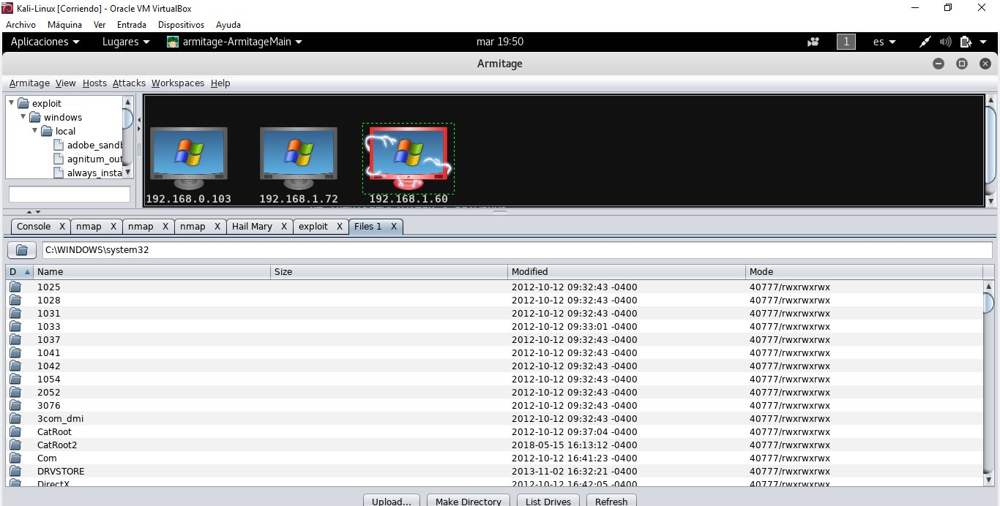 Kali-Linux [Corriendo] - Oracle VM VirtualBox
Archivo Máquina Ver Entrada Dispositivos Ayuda
Aplicaciones Lugares armitage-ArmitageMain mar 19:50 1 es
Armitage
Armitage View Hosts Attacks Workspaces Help
exploit
windows
local
adobe_sandb
agnitum_out
always_insta
192.168.0.103 192.168.1.72 192.168.1.60
Console X nmap X nmap X nmap X Hail Mary X exploit X Files 1 X
C:\WINDOWS\system32
D Name Size Modified Mode
1025 2012-10-12 09:32:43 -0400 40777/rwxrwxrwx
1028 2012-10-12 09:32:43 -0400 40777/rwxrwxrwx
1031 2012-10-12 09:32:43 -0400 40777/rwxrwxrwx
1033 2012-10-12 09:33:01 -0400 40777/rwxrwxrwx
1037 2012-10-12 09:32:43 -0400 40777/rwxrwxrwx
1041 2012-10-12 09:32:43 -0400 40777/rwxrwxrwx
1042 2012-10-12 09:32:43 -0400 40777/rwxrwxrwx
1054 2012-10-12 09:32:43 -0400 40777/rwxrwxrwx
2052 2012-10-12 09:32:43 -0400 40777/rwxrwxrwx
3076 2012-10-12 09:32:43 -0400 40777/rwxrwxrwx
3com_dmi 2012-10-12 09:32:43 -0400 40777/rwxrwxrwx
CatRoot 2012-10-12 09:37:04 -0400 40777/rwxrwxrwx
CatRoot2 2018-05-15 16:13:12 -0400 40777/rwxrwxrwx
Com 2012-10-12 16:41:23 -0400 40777/rwxrwxrwx
DRVSTORE 2013-11-02 16:32:21 -0400 40777/rwxrwxrwx
DirectX 2012-10-12 16:42:05 -0400 40777/rwxrwxrwx
Upload... Make Directory List Drives Refresh